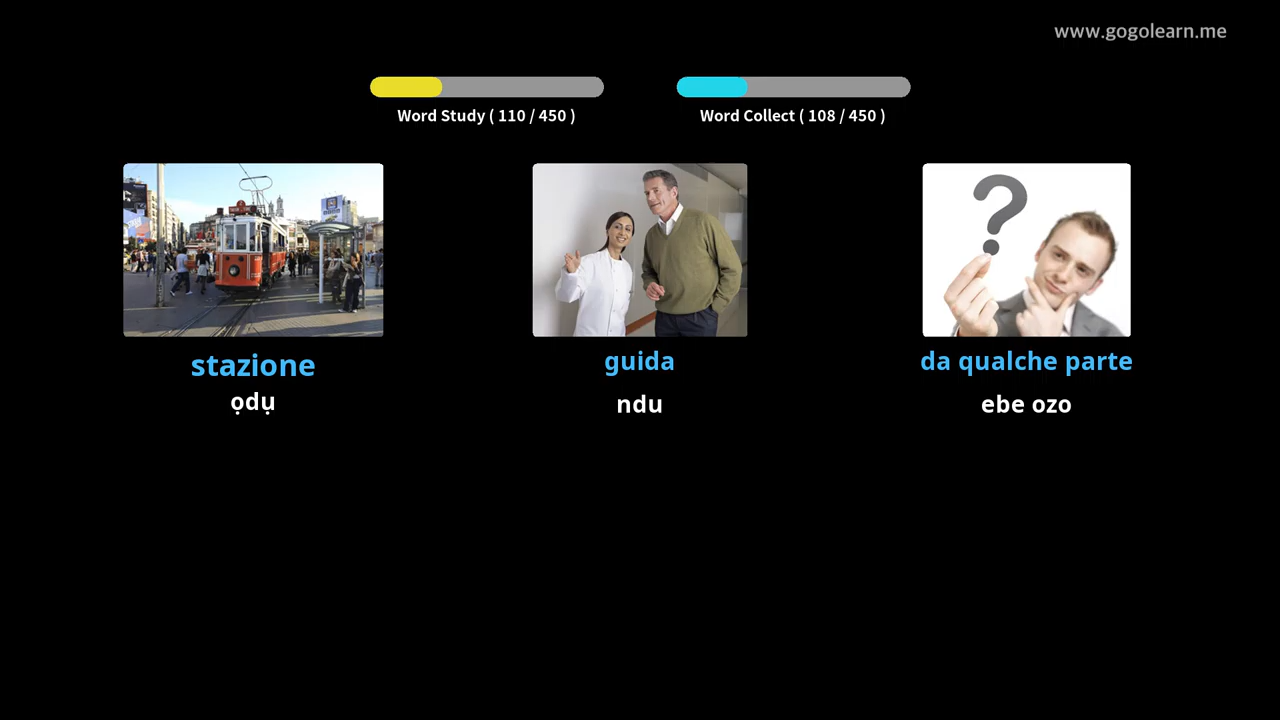 www.gogolearn.me
Word Study ( 110 / 450 )
Word Collect ( 108 / 450 )
stazione
guida
da qualche parte
ọdụ
ndu
ebe ozo